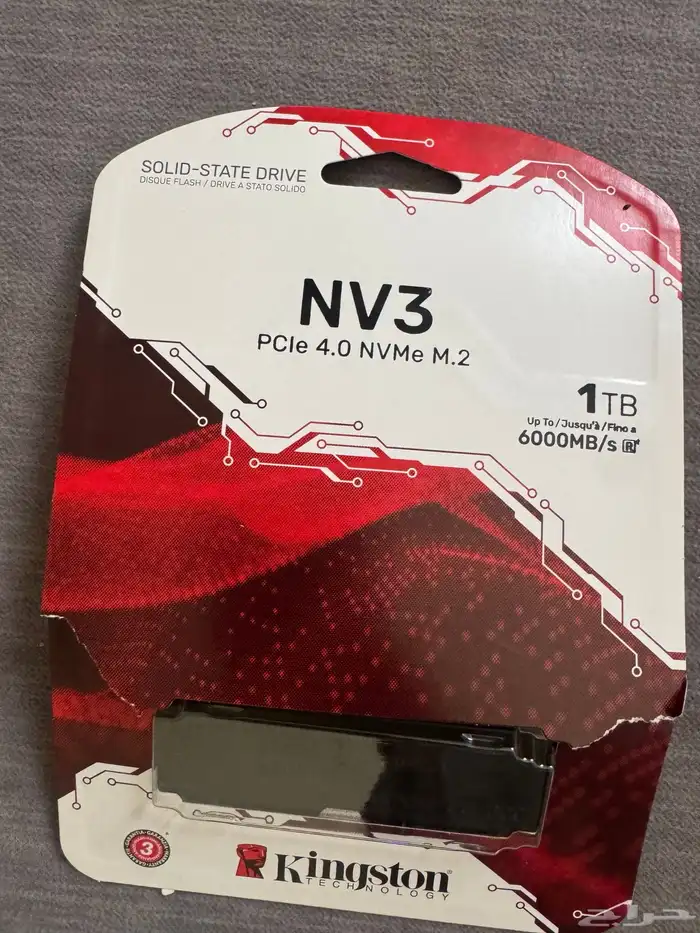 SOLID-STATE DRIVE
DISQUE FLASH / DRIVE A STATO SOLIDO
NV3
PCIe 4.0 NVMe M.2
1TB
Up To / Jusqu'à / Fino a
6000MB/s R
3
Kingston
TECHNOLOGY
حراج